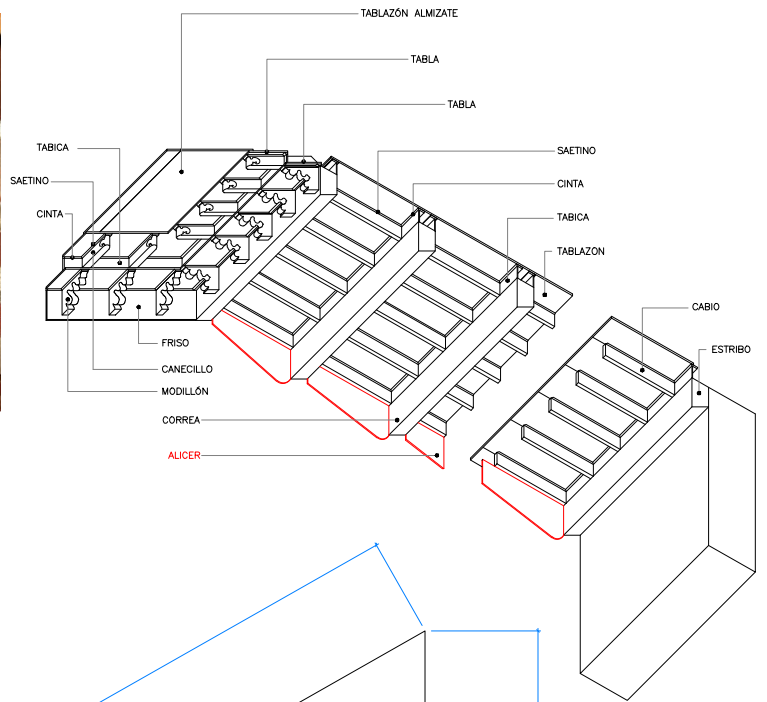 TABLAZÓN ALMIZATE
TABLA
TABLA
TABICA
SAETINO
SAETINO
CINTA
CINTA
TABICA
TABLAZON
CABIO
ESTRIBO
FRISO
CANECILLO
MODILLÓN
CORREA
ALICER